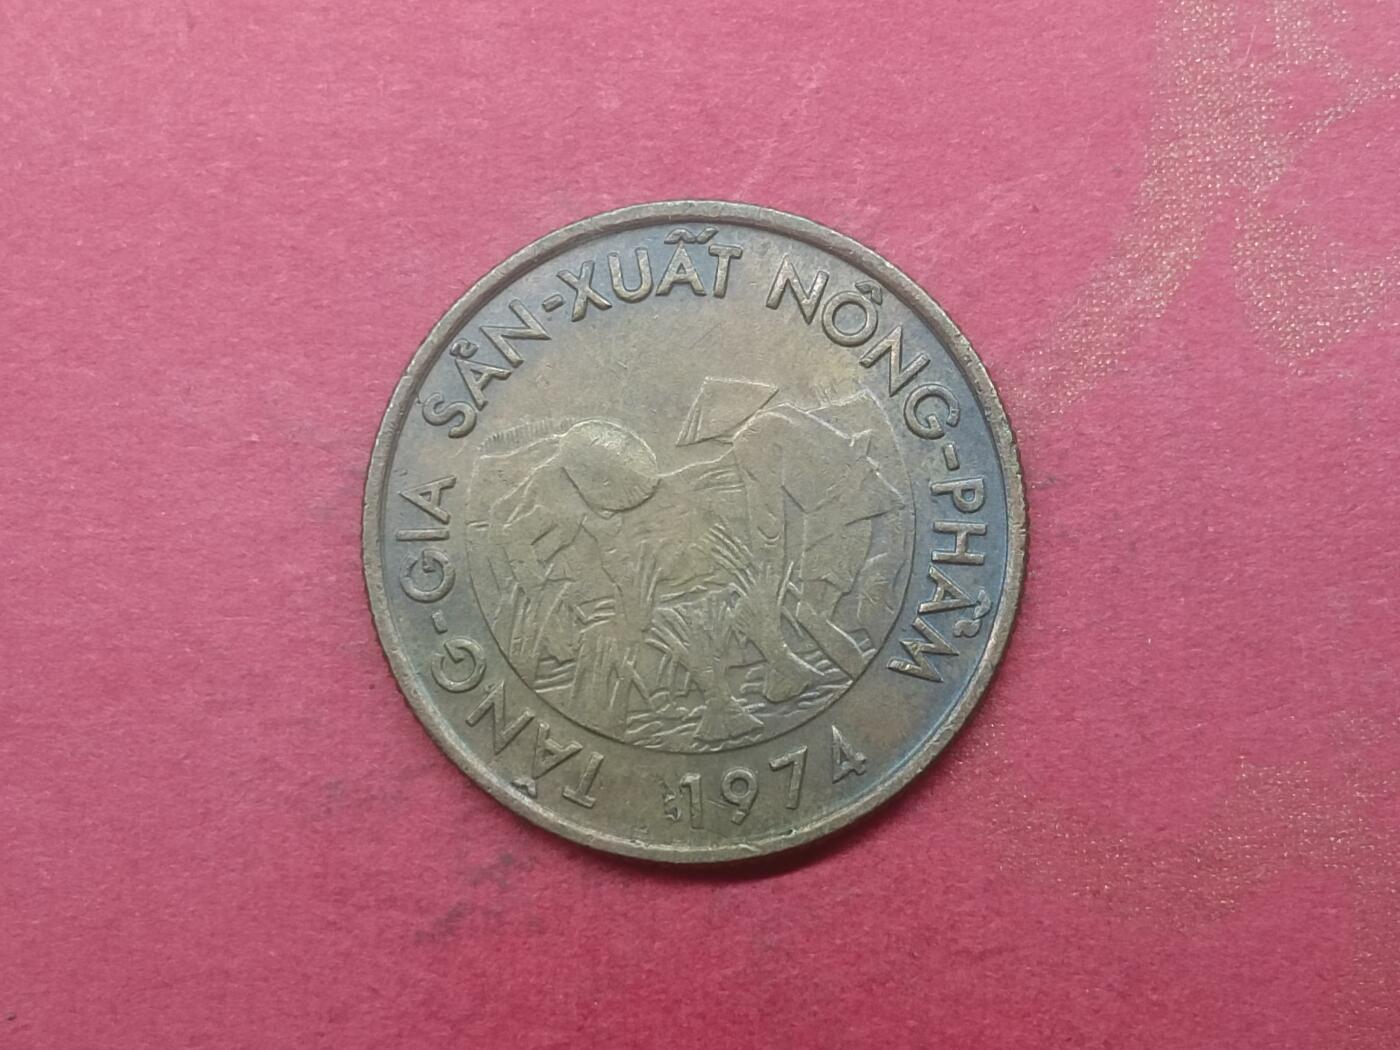 TĂNG-GIA SẢN-XUẤT NÔNG-PHẨM
1974